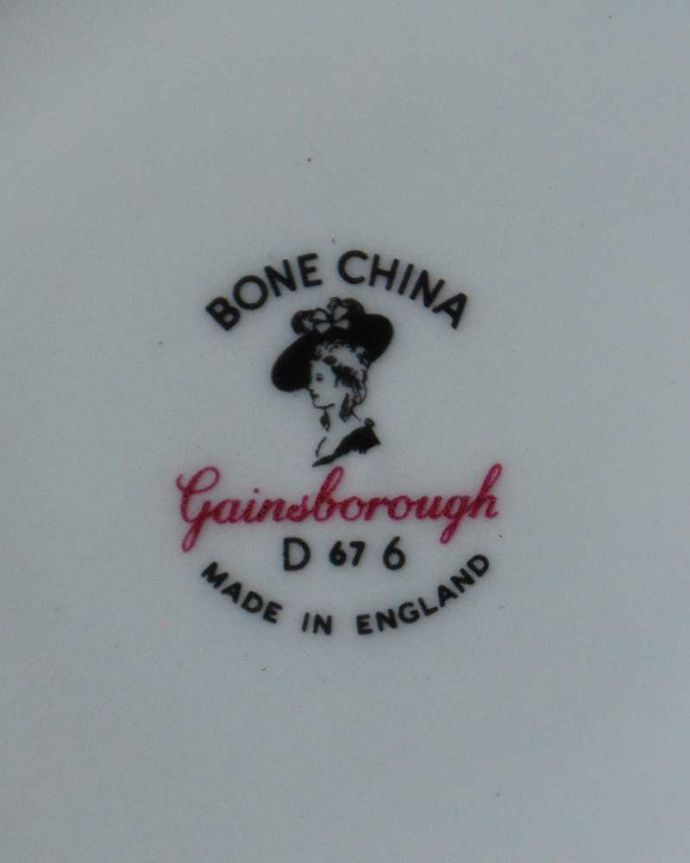 BONE CHINA
Gainsborough
D 67 6
MADE IN ENGLAND